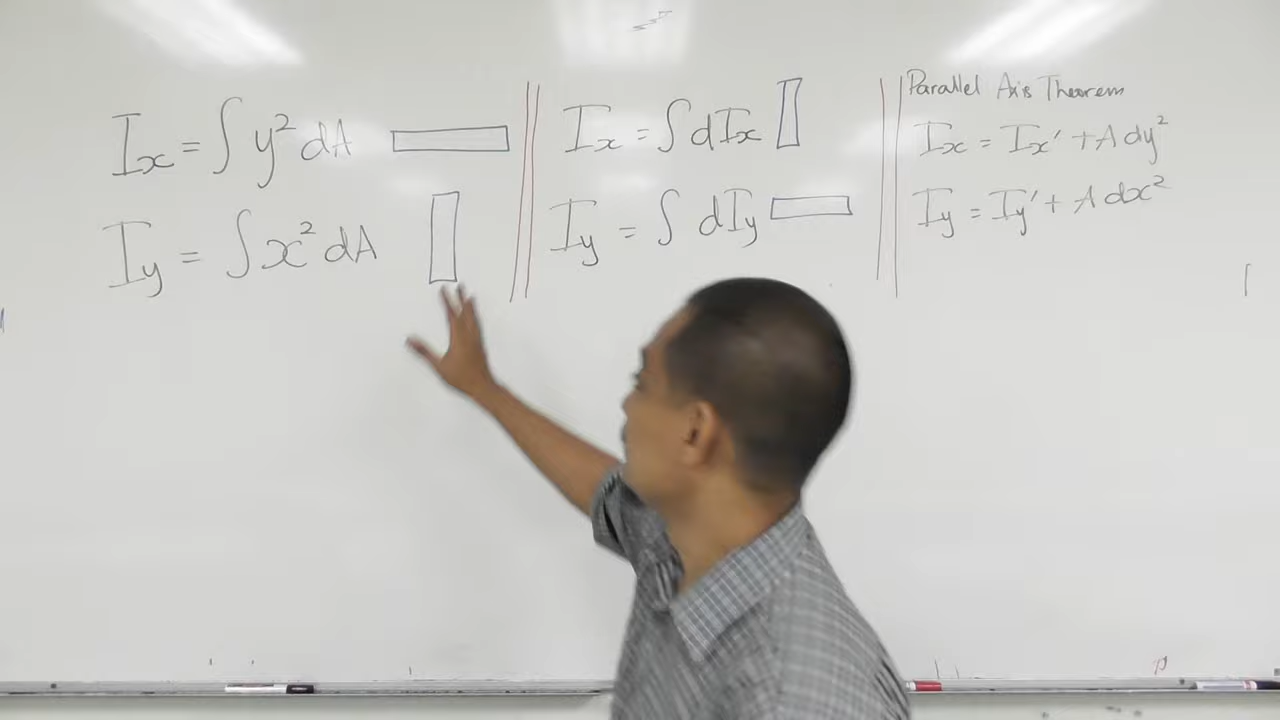 Ix = ∫ y² dA
Iy = ∫ x² dA
Ix = ∫ dIx
Iy = ∫ dIy
Parallel Axis Theorem
Ix = Ix' + A dy²
Iy = Iy' + A dx²